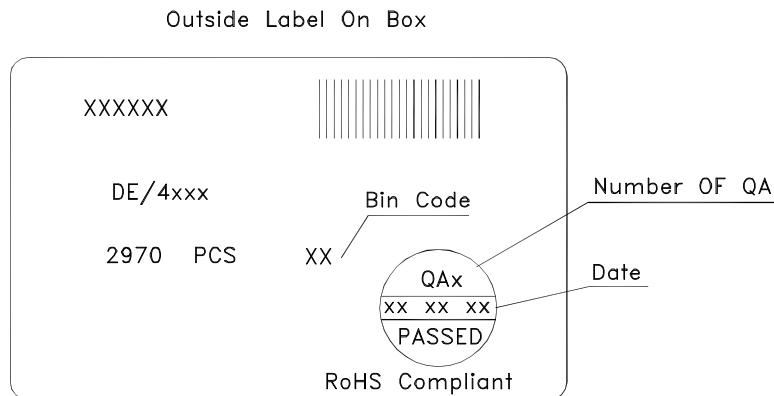 Outside Label On Box
XXXXXX
DE/4xxx
Bin Code
Number OF QA
2970 PCS
XX
QAx
Date
xx xx xx
PASSED
RoHS Compliant